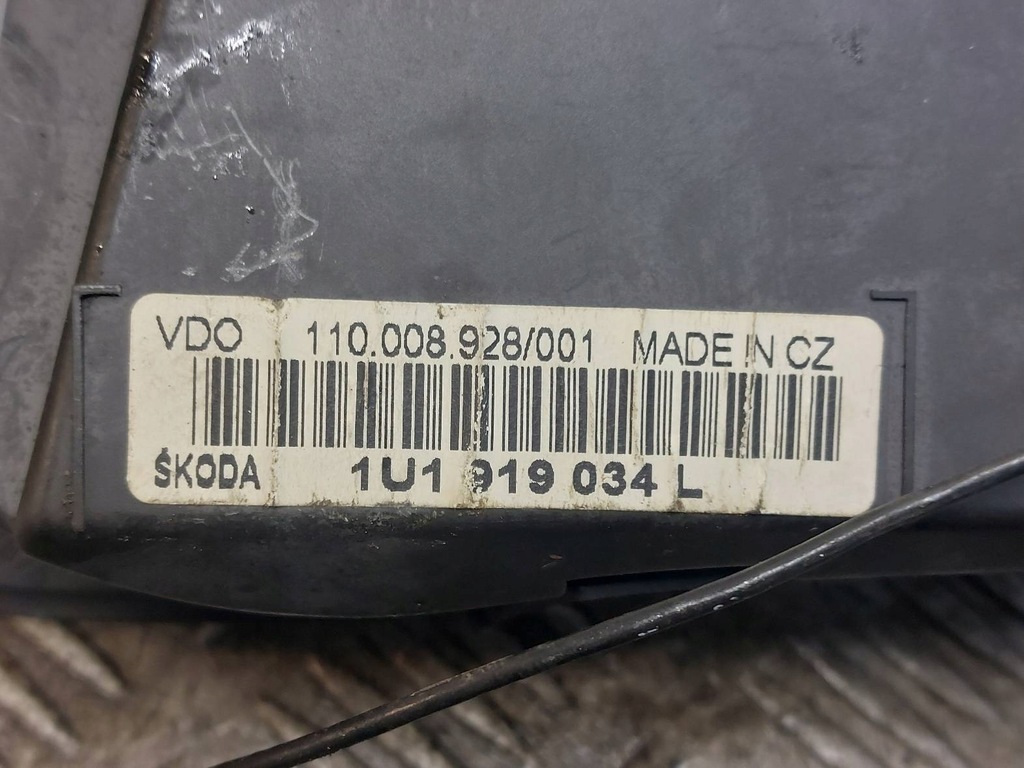 VDO 110.008.928/001 MADE IN CZ
ŠKODA 1U1 919 034 L